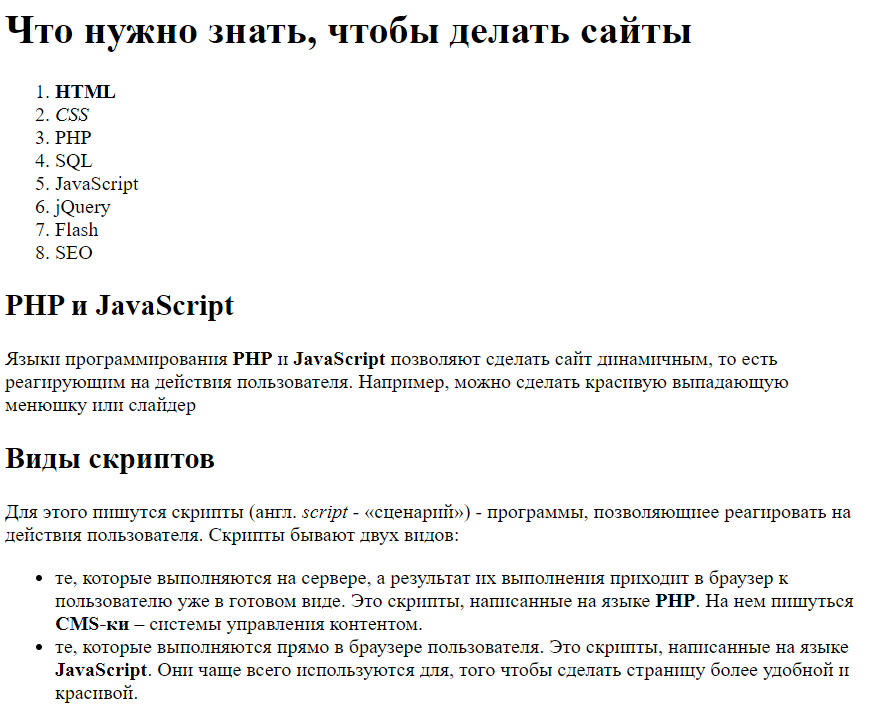 Что нужно знать, чтобы делать сайты
1. HTML
2. CSS
3. PHP
4. SQL
5. JavaScript
6. jQuery
7. Flash
8. SEO
PHP и JavaScript
Языки программирования PHP и JavaScript позволяют сделать сайт динамичным, то есть
реагирующим на действия пользователя. Например, можно сделать красивую выпадающую
менюшку или слайдер
Виды скриптов
Для этого пишутся скрипты (англ. script - «сценарий») - программы, позволяющиее реагировать на
действия пользователя. Скрипты бывают двух видов:
• те, которые выполняются на сервере, а результат их выполнения приходит в браузер к
пользователю уже в готовом виде. Это скрипты, написанные на языке PHP. На нем пишуться
CMS-ки – системы управления контентом.
• те, которые выполняются прямо в браузере пользователя. Это скрипты, написанные на языке
JavaScript. Они чаще всего используются для, того чтобы сделать страницу более удобной и
красивой.